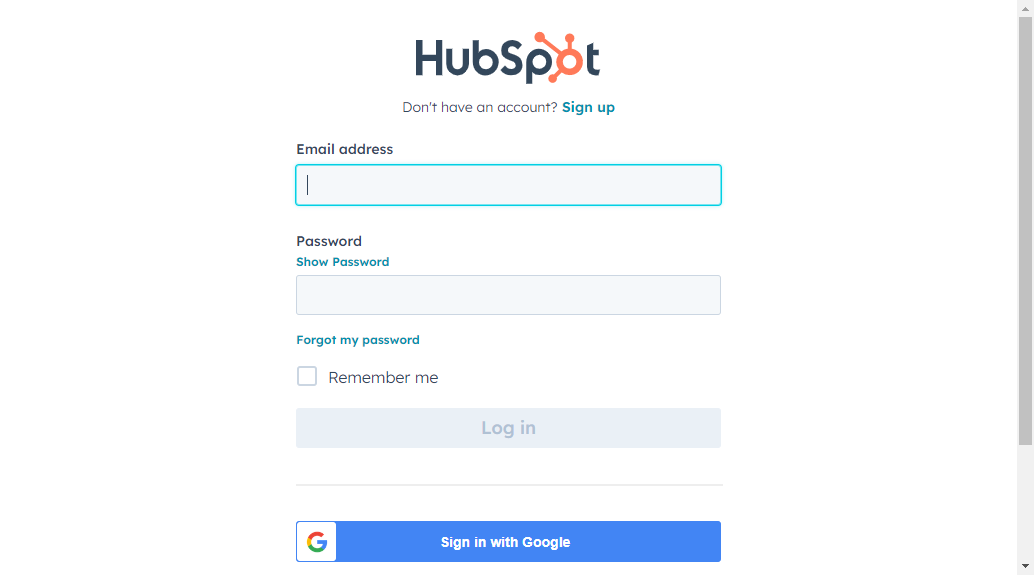 HubSpot
Don't have an account? Sign up
Email address
Password
Show Password
Forgot my password
Remember me
Log in
Sign in with Google